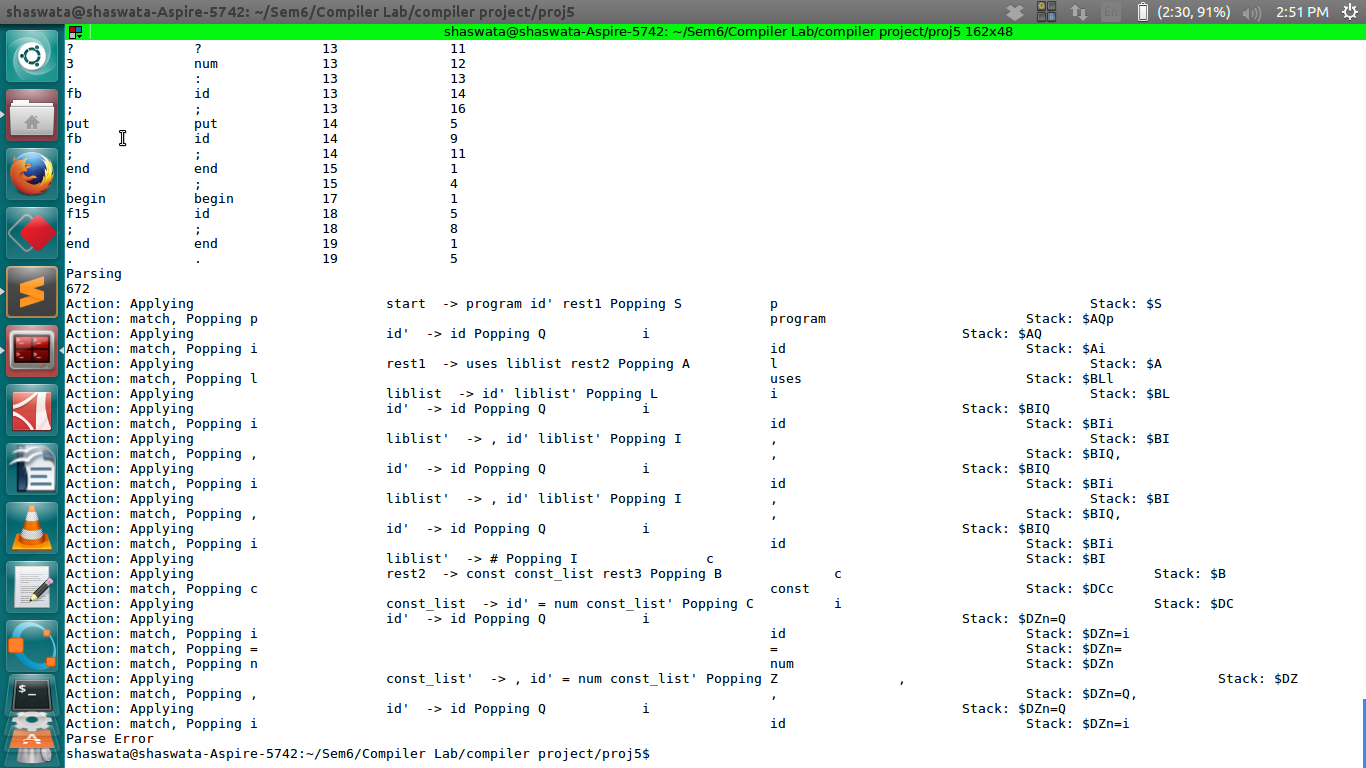 shaswata@shaswata-Aspire-5742: ~/Sem6/Compiler Lab/compiler project/proj5 En (2:30, 91%) 2:51 PM
shaswata@shaswata-Aspire-5742: ~/Sem6/Compiler Lab/compiler project/proj5 162x48
? ? 13 11
3 num 13 12
: : 13 13
fb id 13 14
; ; 13 16
put put 14 5
fb id 14 9
; ; 14 11
end end 15 1
; ; 15 4
begin begin 17 1
f15 id 18 5
; ; 18 8
end end 19 1
. . 19 5
Parsing
672
Action: Applying start -> program id' rest1 Popping S p Stack: $S
Action: match, Popping p program Stack: $AQp
Action: Applying id' -> id Popping Q i Stack: $AQ
Action: match, Popping i id Stack: $Ai
Action: Applying rest1 -> uses liblist rest2 Popping A l Stack: $A
Action: match, Popping l uses Stack: $BLl
Action: Applying liblist -> id' liblist' Popping L i Stack: $BL
Action: Applying id' -> id Popping Q i Stack: $BIQ
Action: match, Popping i id Stack: $BIi
Action: Applying liblist' -> , id' liblist' Popping I , Stack: $BI
Action: match, Popping , , Stack: $BIQ,
Action: Applying id' -> id Popping Q i Stack: $BIQ
Action: match, Popping i id Stack: $BIi
Action: Applying liblist' -> , id' liblist' Popping I , Stack: $BI
Action: match, Popping , , Stack: $BIQ,
Action: Applying id' -> id Popping Q i Stack: $BIQ
Action: match, Popping i id Stack: $BIi
Action: Applying liblist' -> # Popping I c Stack: $BI
Action: Applying rest2 -> const const_list rest3 Popping B c Stack: $B
Action: match, Popping c const Stack: $DCc
Action: Applying const_list -> id' = num const_list' Popping C i Stack: $DC
Action: Applying id' -> id Popping Q i Stack: $DZn=Q
Action: match, Popping i id Stack: $DZn=i
Action: match, Popping = = Stack: $DZn=
Action: match, Popping n num Stack: $DZn
Action: Applying const_list' -> , id' = num const_list' Popping Z , Stack: $DZ
Action: match, Popping , , Stack: $DZn=Q,
Action: Applying id' -> id Popping Q i Stack: $DZn=Q
Action: match, Popping i id Stack: $DZn=i
Parse Error
shaswata@shaswata-Aspire-5742:~/Sem6/Compiler Lab/compiler project/proj5$